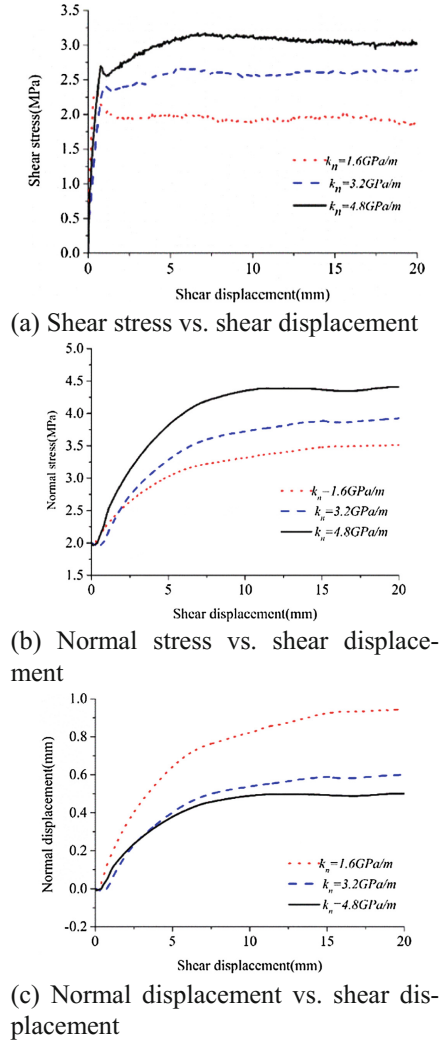 3.5
3.0
2.5
2.0
1.5
1.0
0.5
0.0
Shear stress(MPa)
kn=1.6GPa/m
kn=3.2GPa/m
kn=4.8GPa/m
0 5 10 15 20
Shear displacement(mm)
(a) Shear stress vs. shear displacement
5.0
4.5
4.0
3.5
3.0
2.5
2.0
1.5
Normal stress(MPa)
kn=1.6GPa/m
kn=3.2GPa/m
kn=4.8GPa/m
0 5 10 15 20
Shear displacement(mm)
(b) Normal stress vs. shear displace-
ment
1.0
0.8
0.6
0.4
0.2
0.0
-0.2
Normal displacement(mm)
kn=1.6GPa/m
kn=3.2GPa/m
kn=4.8GPa/m
0 5 10 15 20
Shear displacement(mm)
(c) Normal displacement vs. shear dis-
placement